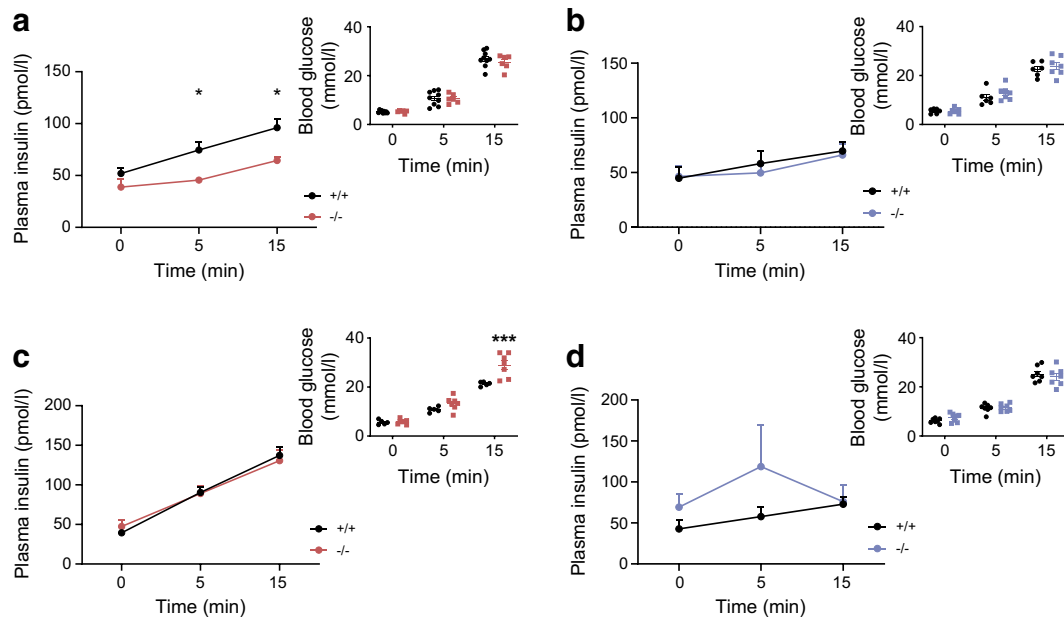 a
Plasma insulin (pmol/l)
150
100
50
0
*
*
0
5
15
Time (min)
+/+
-/-
Blood glucose
(mmol/l)
40
20
0
0
5
15
Time (min)
b
Plasma insulin (pmol/l)
150
100
50
0
0
5
15
Time (min)
+/+
-/-
Blood glucose
(mmol/l)
40
20
0
0
5
15
Time (min)
c
Plasma insulin (pmol/l)
200
150
100
50
0
0
5
15
Time (min)
+/+
-/-
Blood glucose
(mmol/l)
40
20
0
***
0
5
15
Time (min)
d
Plasma insulin (pmol/l)
200
150
100
50
0
0
5
15
Time (min)
+/+
-/-
Blood glucose
(mmol/l)
40
20
0
0
5
15
Time (min)